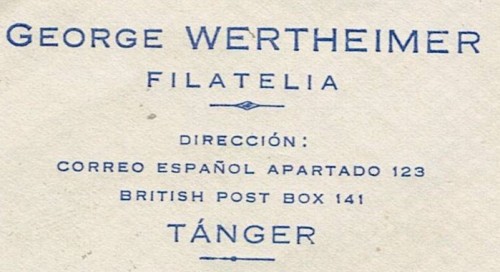 GEORGE WERTHEIMER
FILATELIA
DIRECCIÓN:
CORREO ESPAÑOL APARTADO 123
BRITISH POST BOX 141
TÁNGER